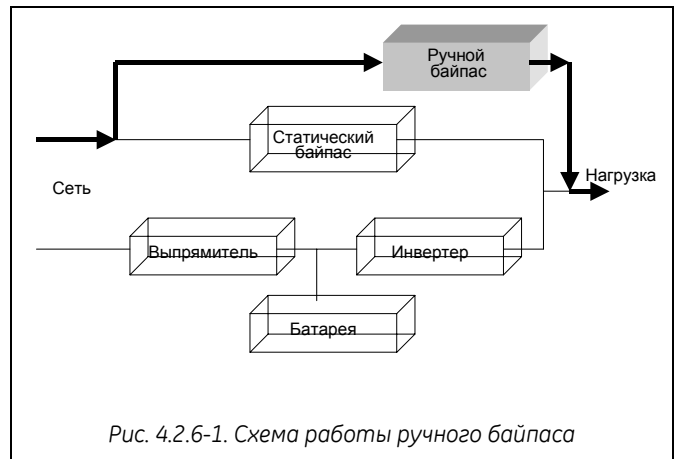 Ручной
байпас
Статический
байпас
Сеть
Нагрузка
Выпрямитель
Инвертер
Батарея
Рис. 4.2.6-1. Схема работы ручного байпаса